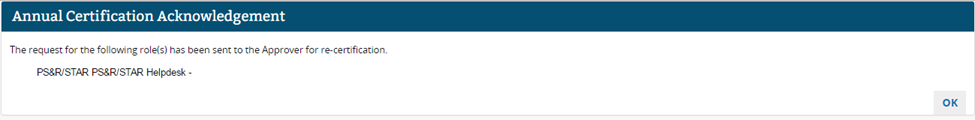 Annual Certification Acknowledgement
The request for the following role(s) has been sent to the Approver for re-certification.
PS&R/STAR PS&R/STAR Helpdesk -
OK